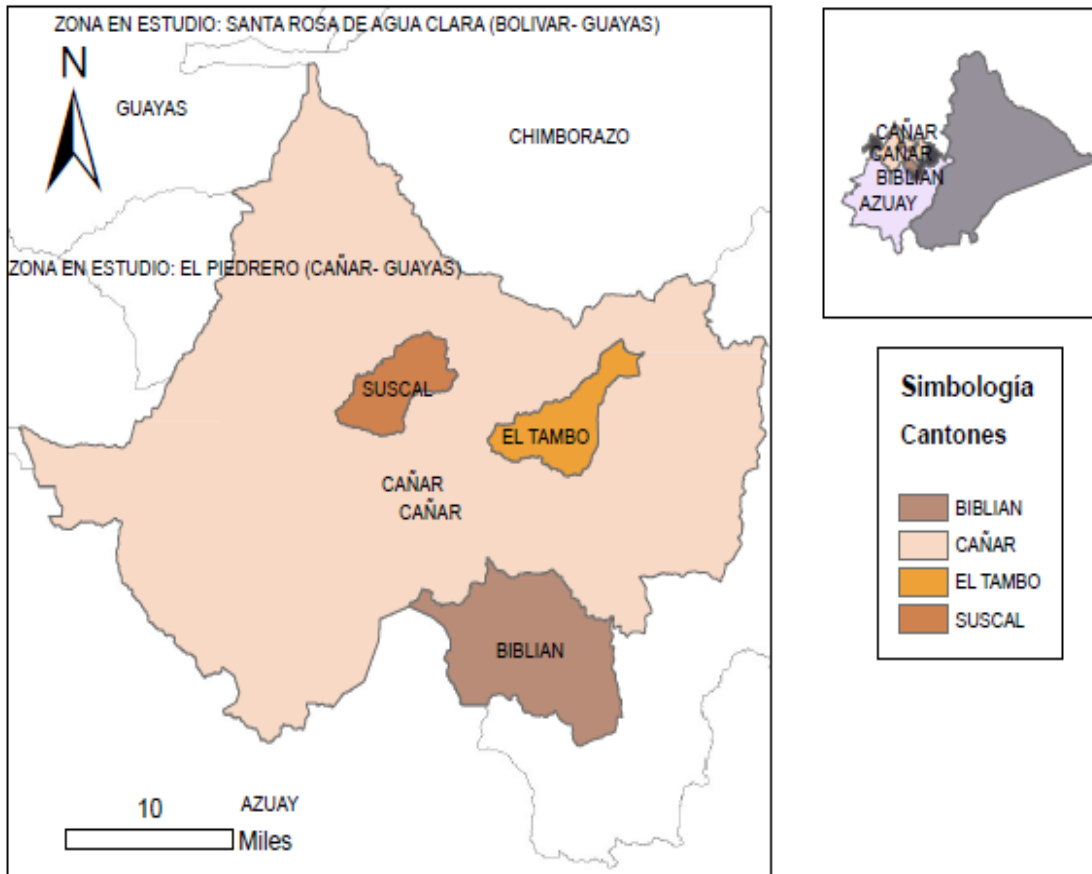 ZONA EN ESTUDIO: SANTA ROSA DE AGUA CLARA (BOLIVAR- GUAYAS)
N
GUAYAS
CHIMBORAZO
ZONA EN ESTUDIO: EL PIEDRERO (CAÑAR- GUAYAS)
SUSCAL
EL TAMBO
CAÑAR
CAÑAR
BIBLIAN
10
AZUAY
Miles
CAÑAR
CAÑAR
BIBLIAN
AZUAY
Simbología
Cantones
BIBLIAN
CAÑAR
EL TAMBO
SUSCAL